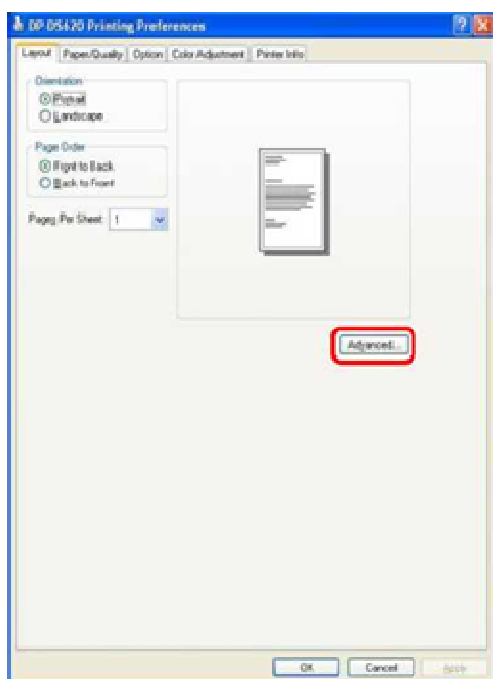 DP-DS620 Printing Preferences
Layout Paper/Quality Option Color Adjustment Printer Info
Orientation
Portrait
Landscape
Page Order
Front to Back
Back to Front
Pages Per Sheet: 1
Advanced...
OK Cancel Apply